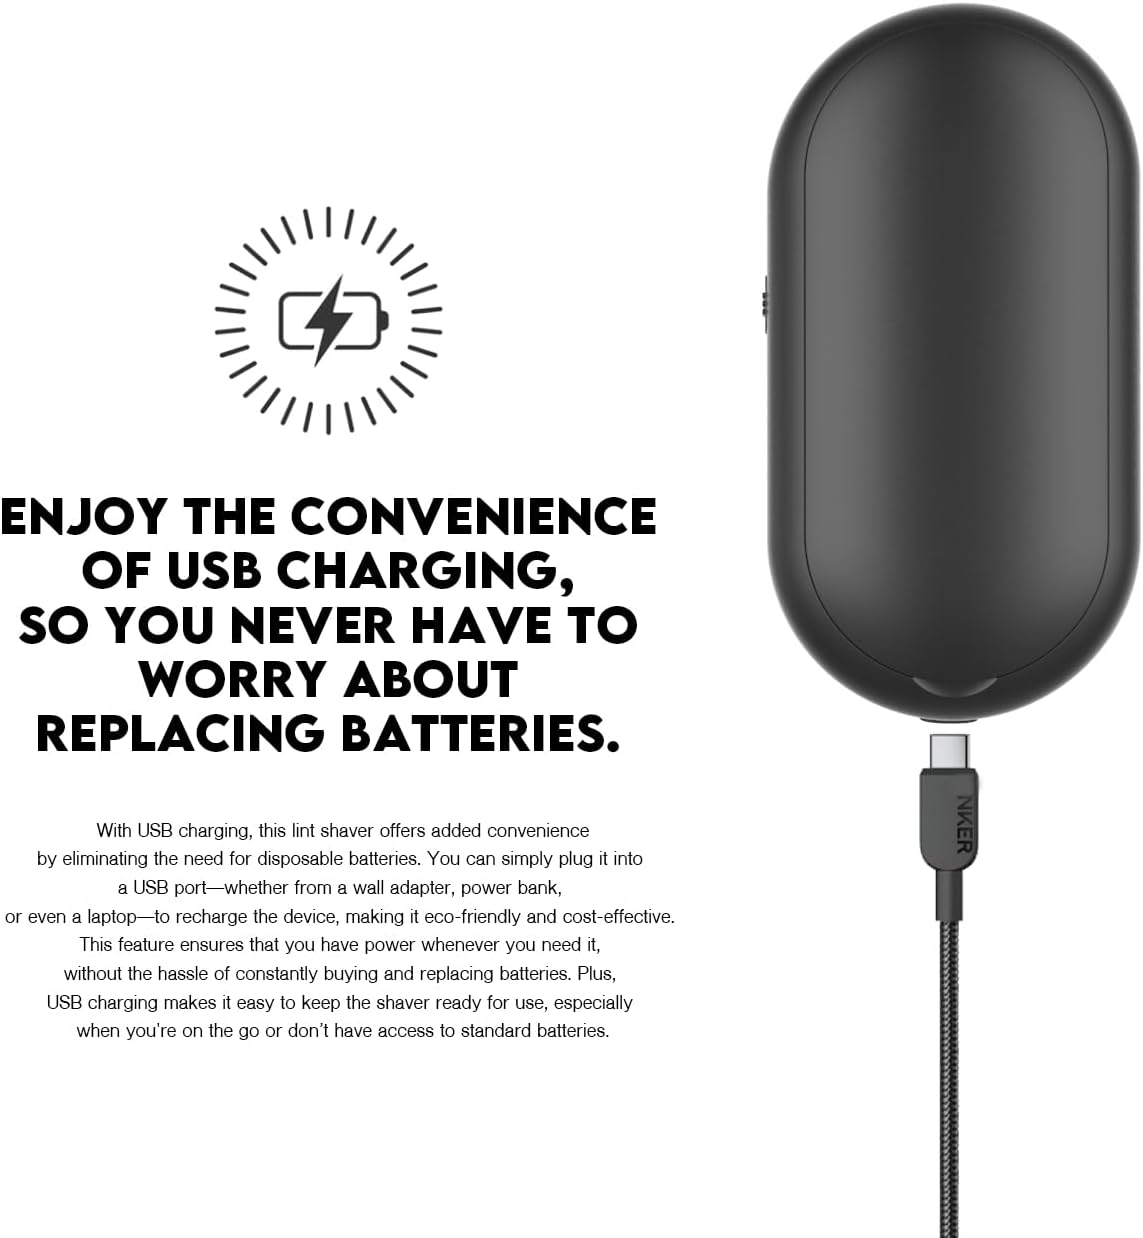 ENJOY THE CONVENIENCE
OF USB CHARGING,
SO YOU NEVER HAVE TO
WORRY ABOUT
REPLACING BATTERIES.
With USB charging, this lint shaver offers added convenience
by eliminating the need for disposable batteries. You can simply plug it into
a USB port—whether from a wall adapter, power bank,
or even a laptop—to recharge the device, making it eco-friendly and cost-effective.
This feature ensures that you have power whenever you need it,
without the hassle of constantly buying and replacing batteries. Plus,
USB charging makes it easy to keep the shaver ready for use, especially
when you're on the go or don’t have access to standard batteries.
NKER